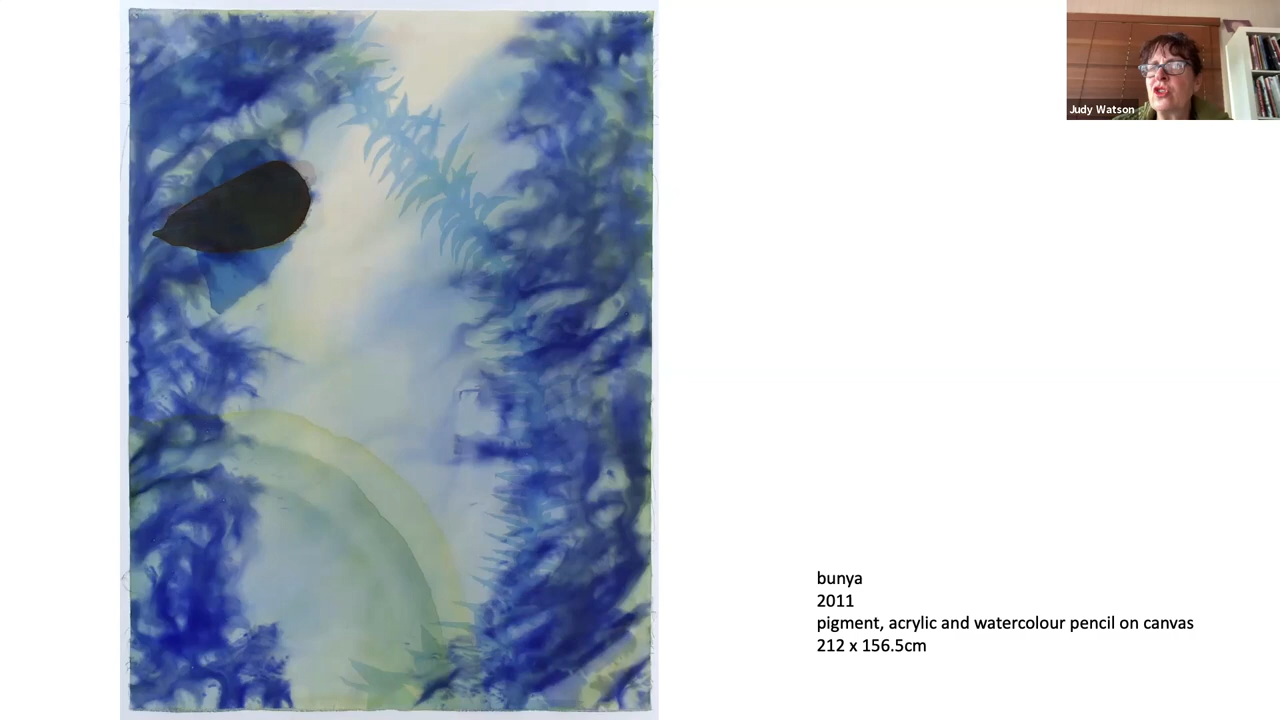 Judy Watson
bunya
2011
pigment, acrylic and watercolour pencil on canvas
212 x 156.5cm